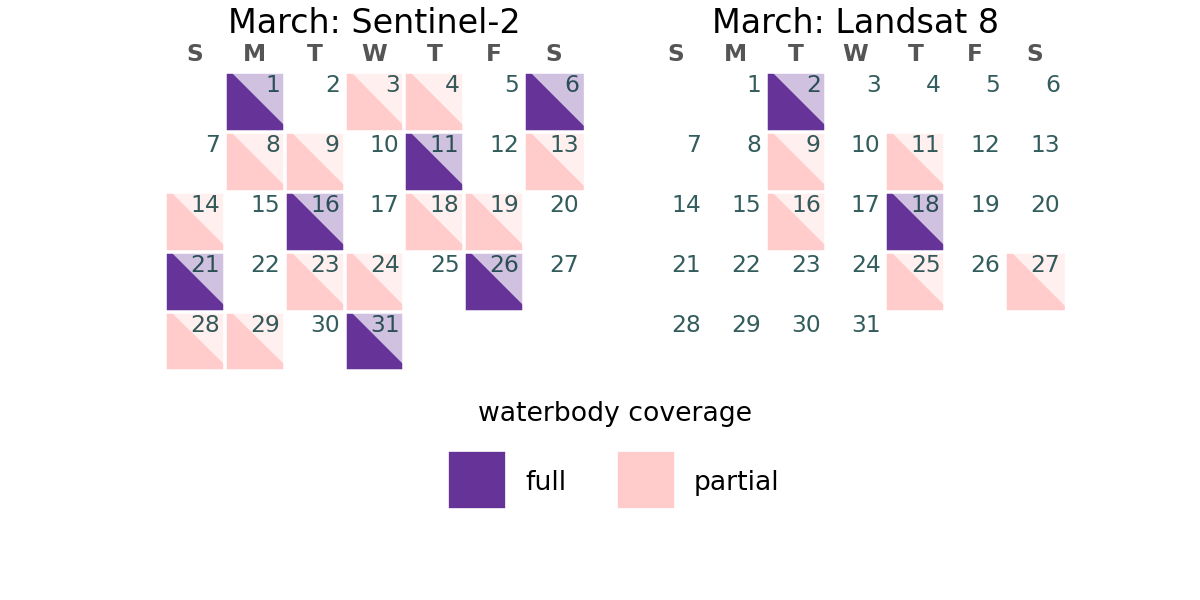 March: Sentinel-2
S M T W T F S
1 2 3 4 5 6
7 8 9 10 11 12 13
14 15 16 17 18 19 20
21 22 23 24 25 26 27
28 29 30 31
March: Landsat 8
S M T W T F S
1 2 3 4 5 6
7 8 9 10 11 12 13
14 15 16 17 18 19 20
21 22 23 24 25 26 27
28 29 30 31
waterbody coverage
full partial